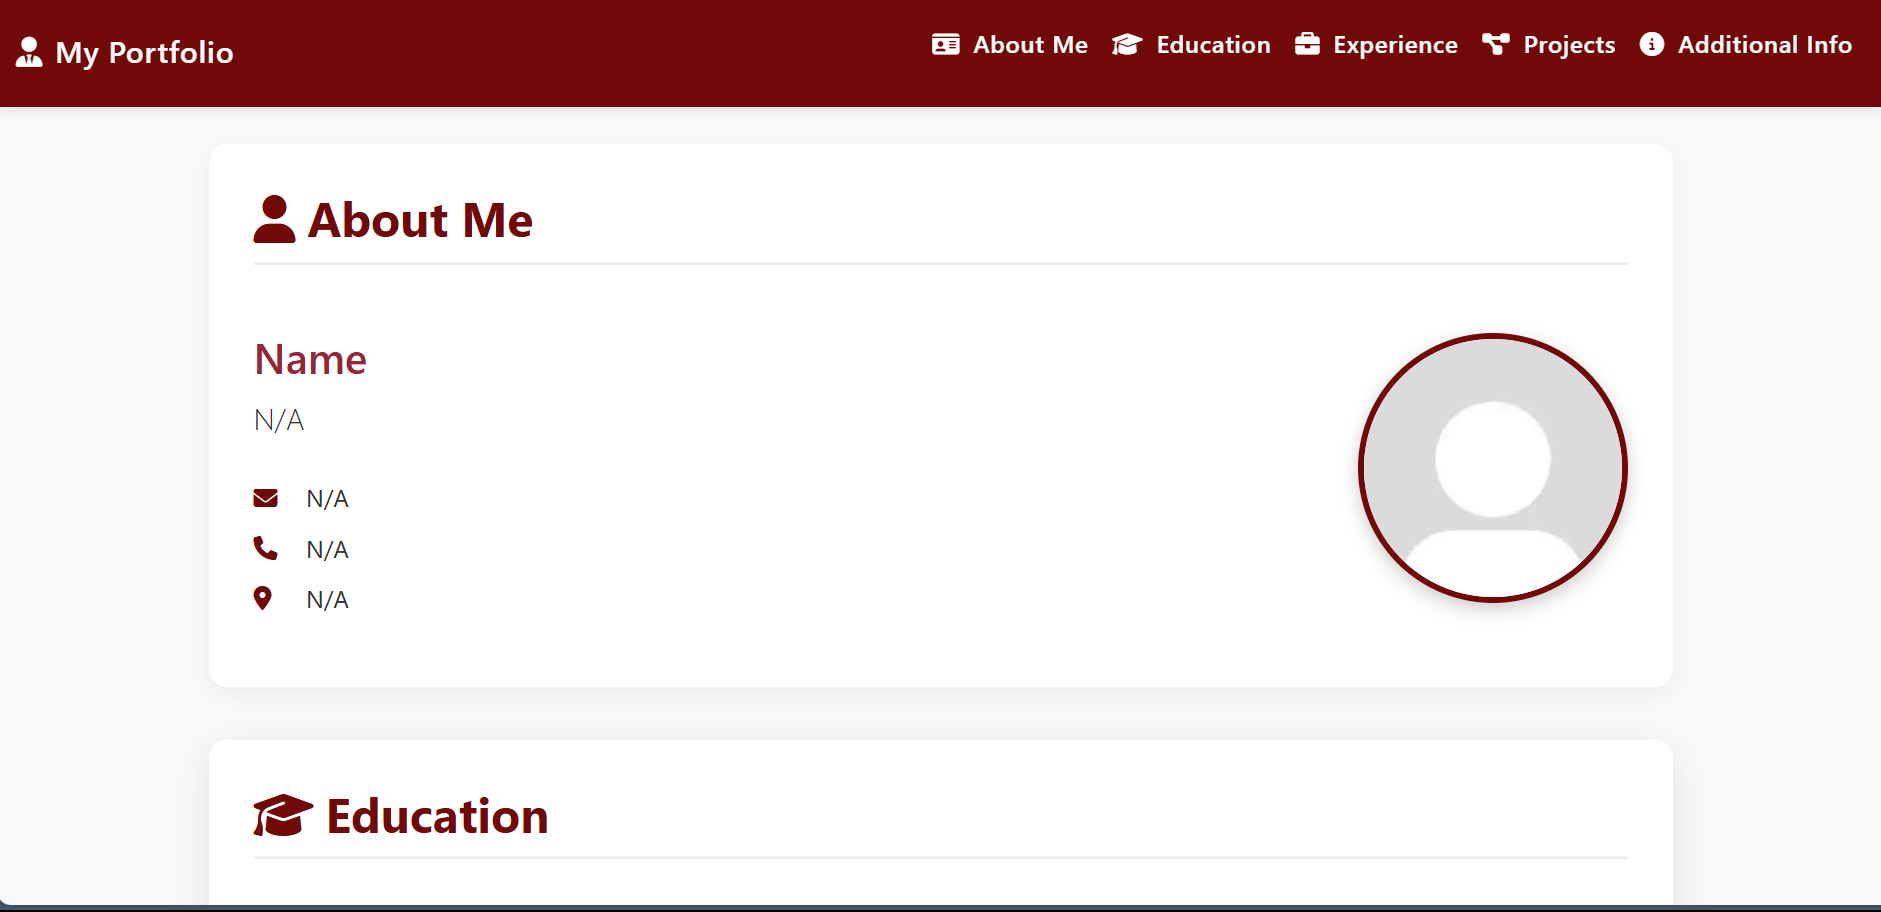 My Portfolio
About Me Education Experience Projects Additional Info
About Me
Name
N/A
N/A
N/A
N/A
Education